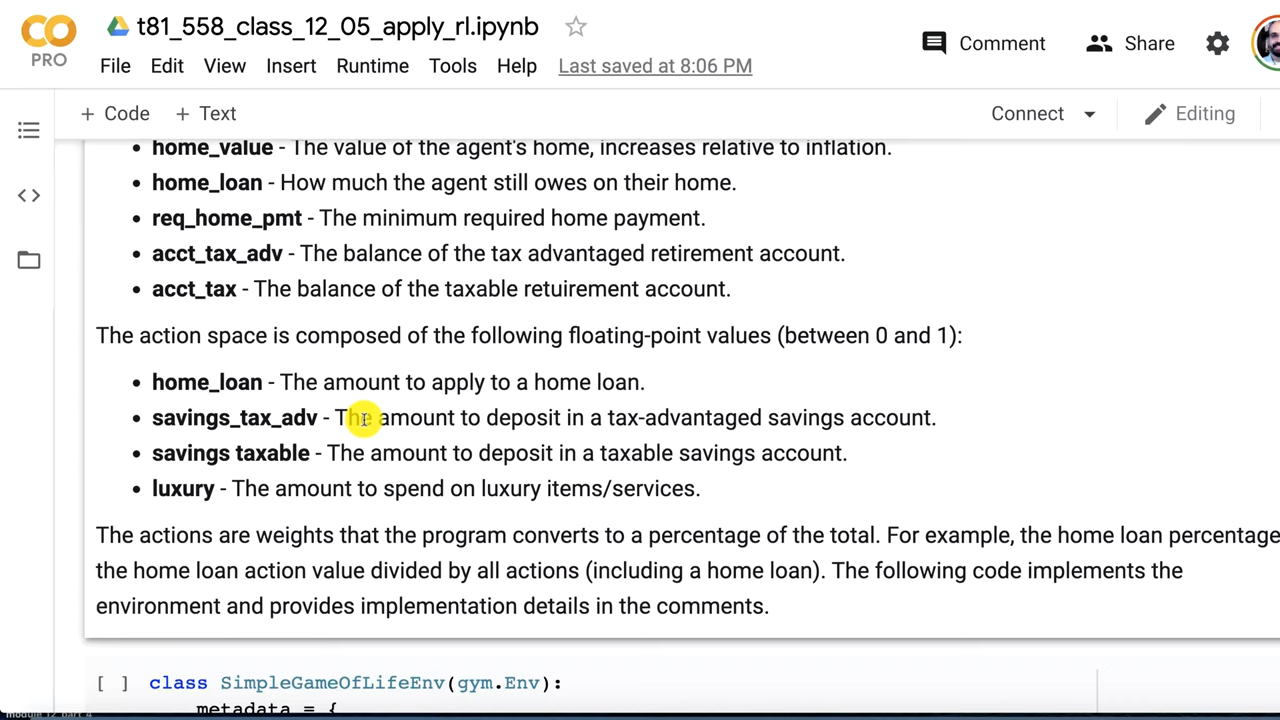 t81_558_class_12_05_apply_rl.ipynb
Comment
Share
PRO
File Edit View Insert Runtime Tools Help Last saved at 8:06 PM
+ Code + Text
Connect
Editing
• home_value - The value of the agent's home, increases relative to inflation.
• home_loan - How much the agent still owes on their home.
• req_home_pmt - The minimum required home payment.
• acct_tax_adv - The balance of the tax advantaged retirement account.
• acct_tax - The balance of the taxable retuirement account.
The action space is composed of the following floating-point values (between 0 and 1):
• home_loan - The amount to apply to a home loan.
• savings_tax_adv - The amount to deposit in a tax-advantaged savings account.
• savings taxable - The amount to deposit in a taxable savings account.
• luxury - The amount to spend on luxury items/services.
The actions are weights that the program converts to a percentage of the total. For example, the home loan percentage
the home loan action value divided by all actions (including a home loan). The following code implements the
environment and provides implementation details in the comments.
[ ] class SimpleGameOfLifeEnv(gym.Env):
metadata = {
module 12 part 4